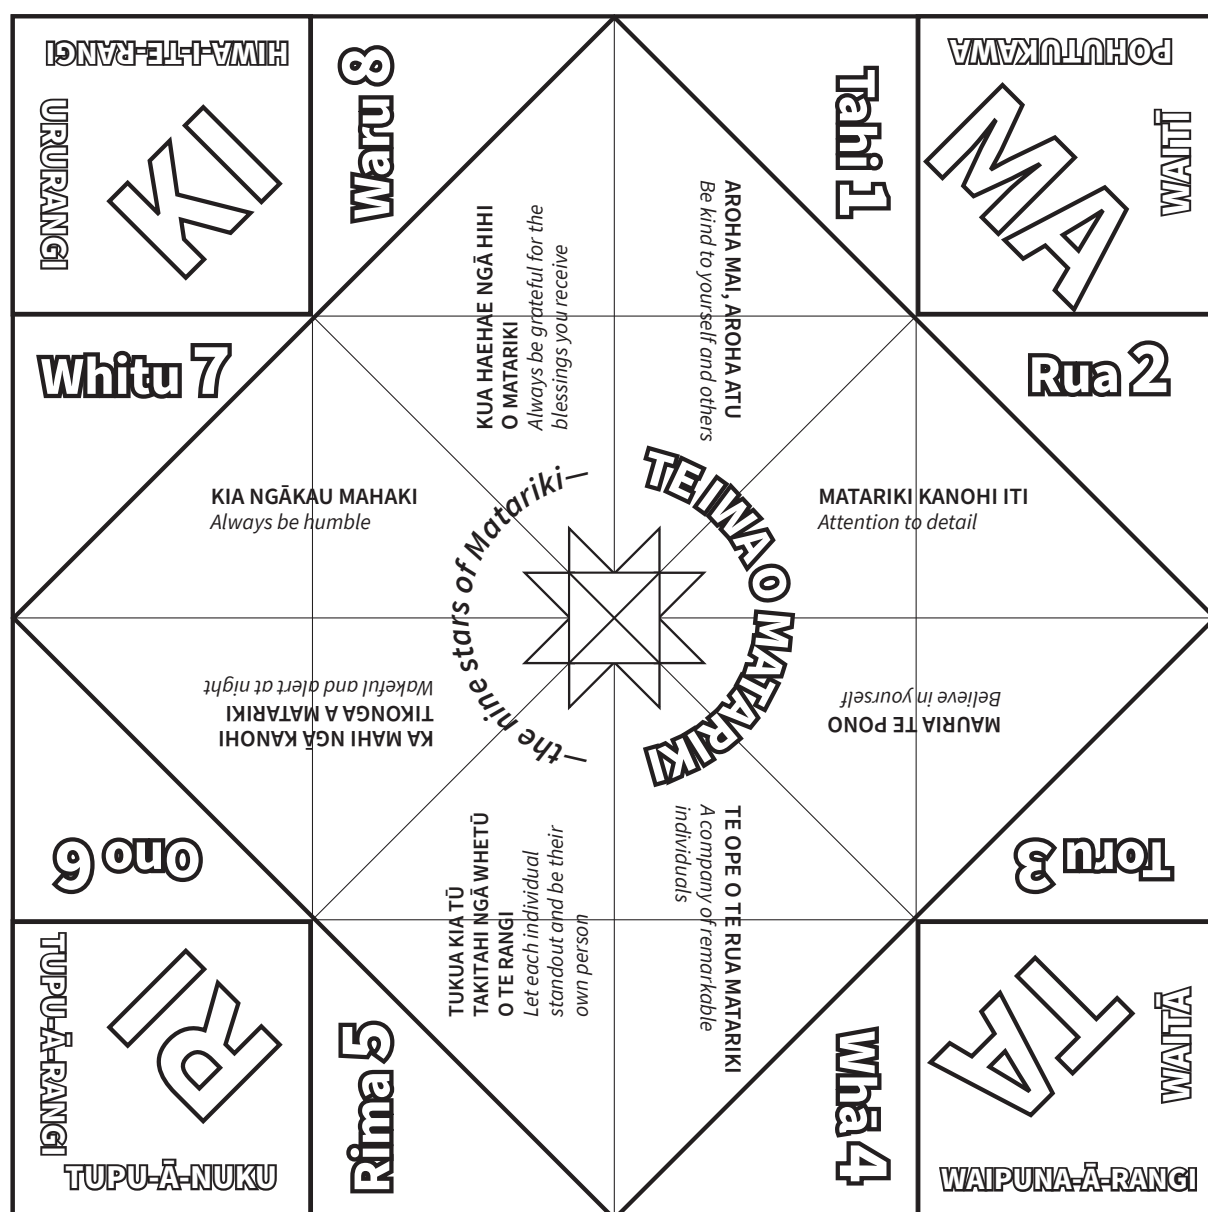 HIWA-I-TE-RANGI
URURANGI
KI
Waru 8
Tahi 1
POHUTUKAWA
WAITĪ
MA
Whitu 7
Rua 2
KUA HAEHAE NGĀ HIHI
O MATARIKI
Always be grateful for the
blessings you receive
AROHA MAI, AROHA ATU
Be kind to yourself and others
KIA NGĀKAU MAHAKI
Always be humble
MATARIKI KANOHI ITI
Attention to detail
TE IWA O MATARIKI
—the nine stars of Matariki—
KA MAHI NGĀ KANOHI
TIKONGA A MATARIKI
Wakeful and alert at night
MAURIA TE PONO
Believe in yourself
TUKUA KIA TŪ
TAKITAHI NGĀ WHETŪ
O TE RANGI
Let each individual
standout and be their
own person
TE OPE O TE RUA MATARIKI
A company of remarkable
individuals
Ono 6
Toru 3
TUPU-Ā-RANGI
RI
TUPU-Ā-NUKU
Rima 5
Whā 4
TA
WAITĀ
WAIPUNA-Ā-RANGI